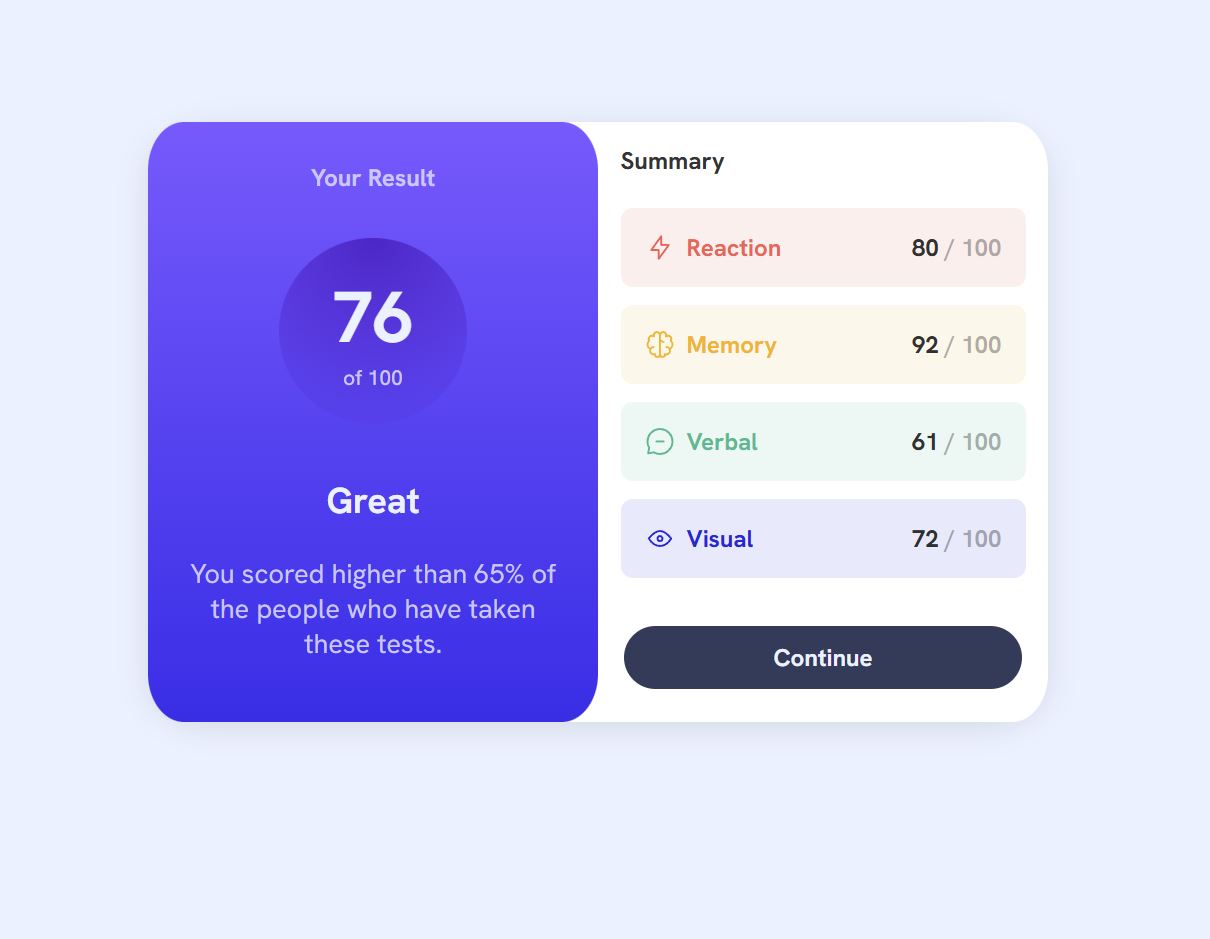 Your Result
76
of 100
Great
You scored higher than 65% of
the people who have taken
these tests.
Summary
Reaction 80 / 100
Memory 92 / 100
Verbal 61 / 100
Visual 72 / 100
Continue